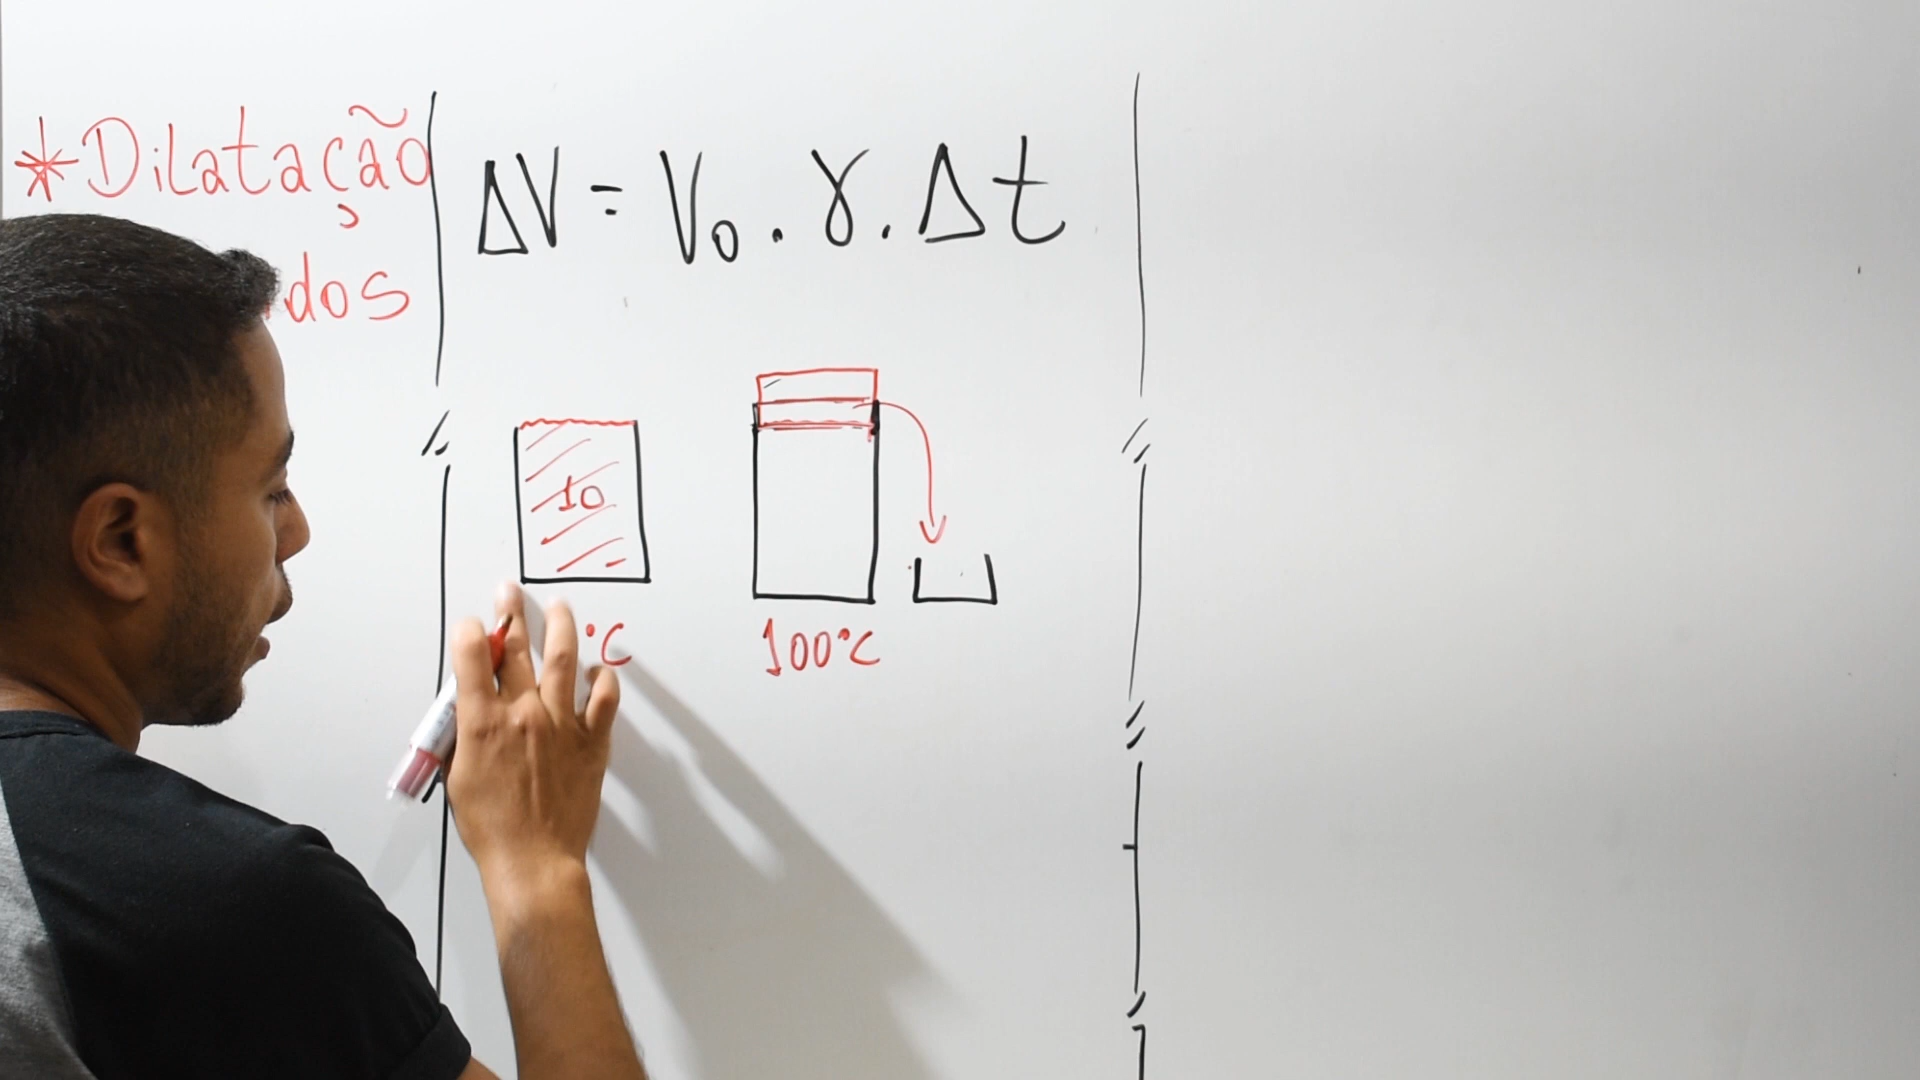 *Dilatação
dos
ΔV = V₀ . γ . Δt
10
°C
100°C